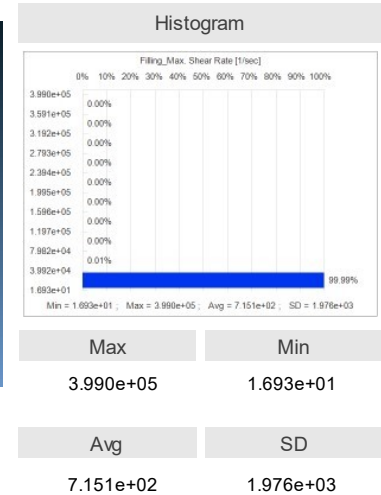 Histogram
Filling_Max. Shear Rate [1/sec]
0% 10% 20% 30% 40% 50% 60% 70% 80% 90% 100%
3.990e+05
0.00%
3.591e+05
0.00%
3.192e+05
0.00%
2.793e+05
0.00%
2.394e+05
0.00%
1.995e+05
0.00%
1.596e+05
0.00%
1.197e+05
0.00%
7.982e+04
0.01%
3.992e+04
99.99%
1.693e+01
Min = 1.693e+01 ; Max = 3.990e+05 ; Avg = 7.151e+02 ; SD = 1.976e+03
Max Min
3.990e+05 1.693e+01
Avg SD
7.151e+02 1.976e+03